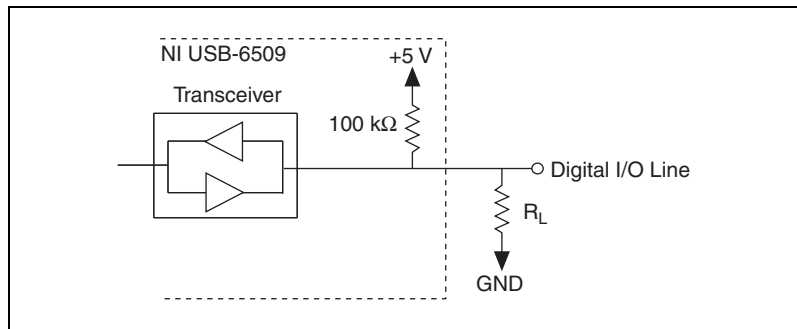 NI USB-6509
+5 V
Transceiver
100 kΩ
Digital I/O Line
RL
GND